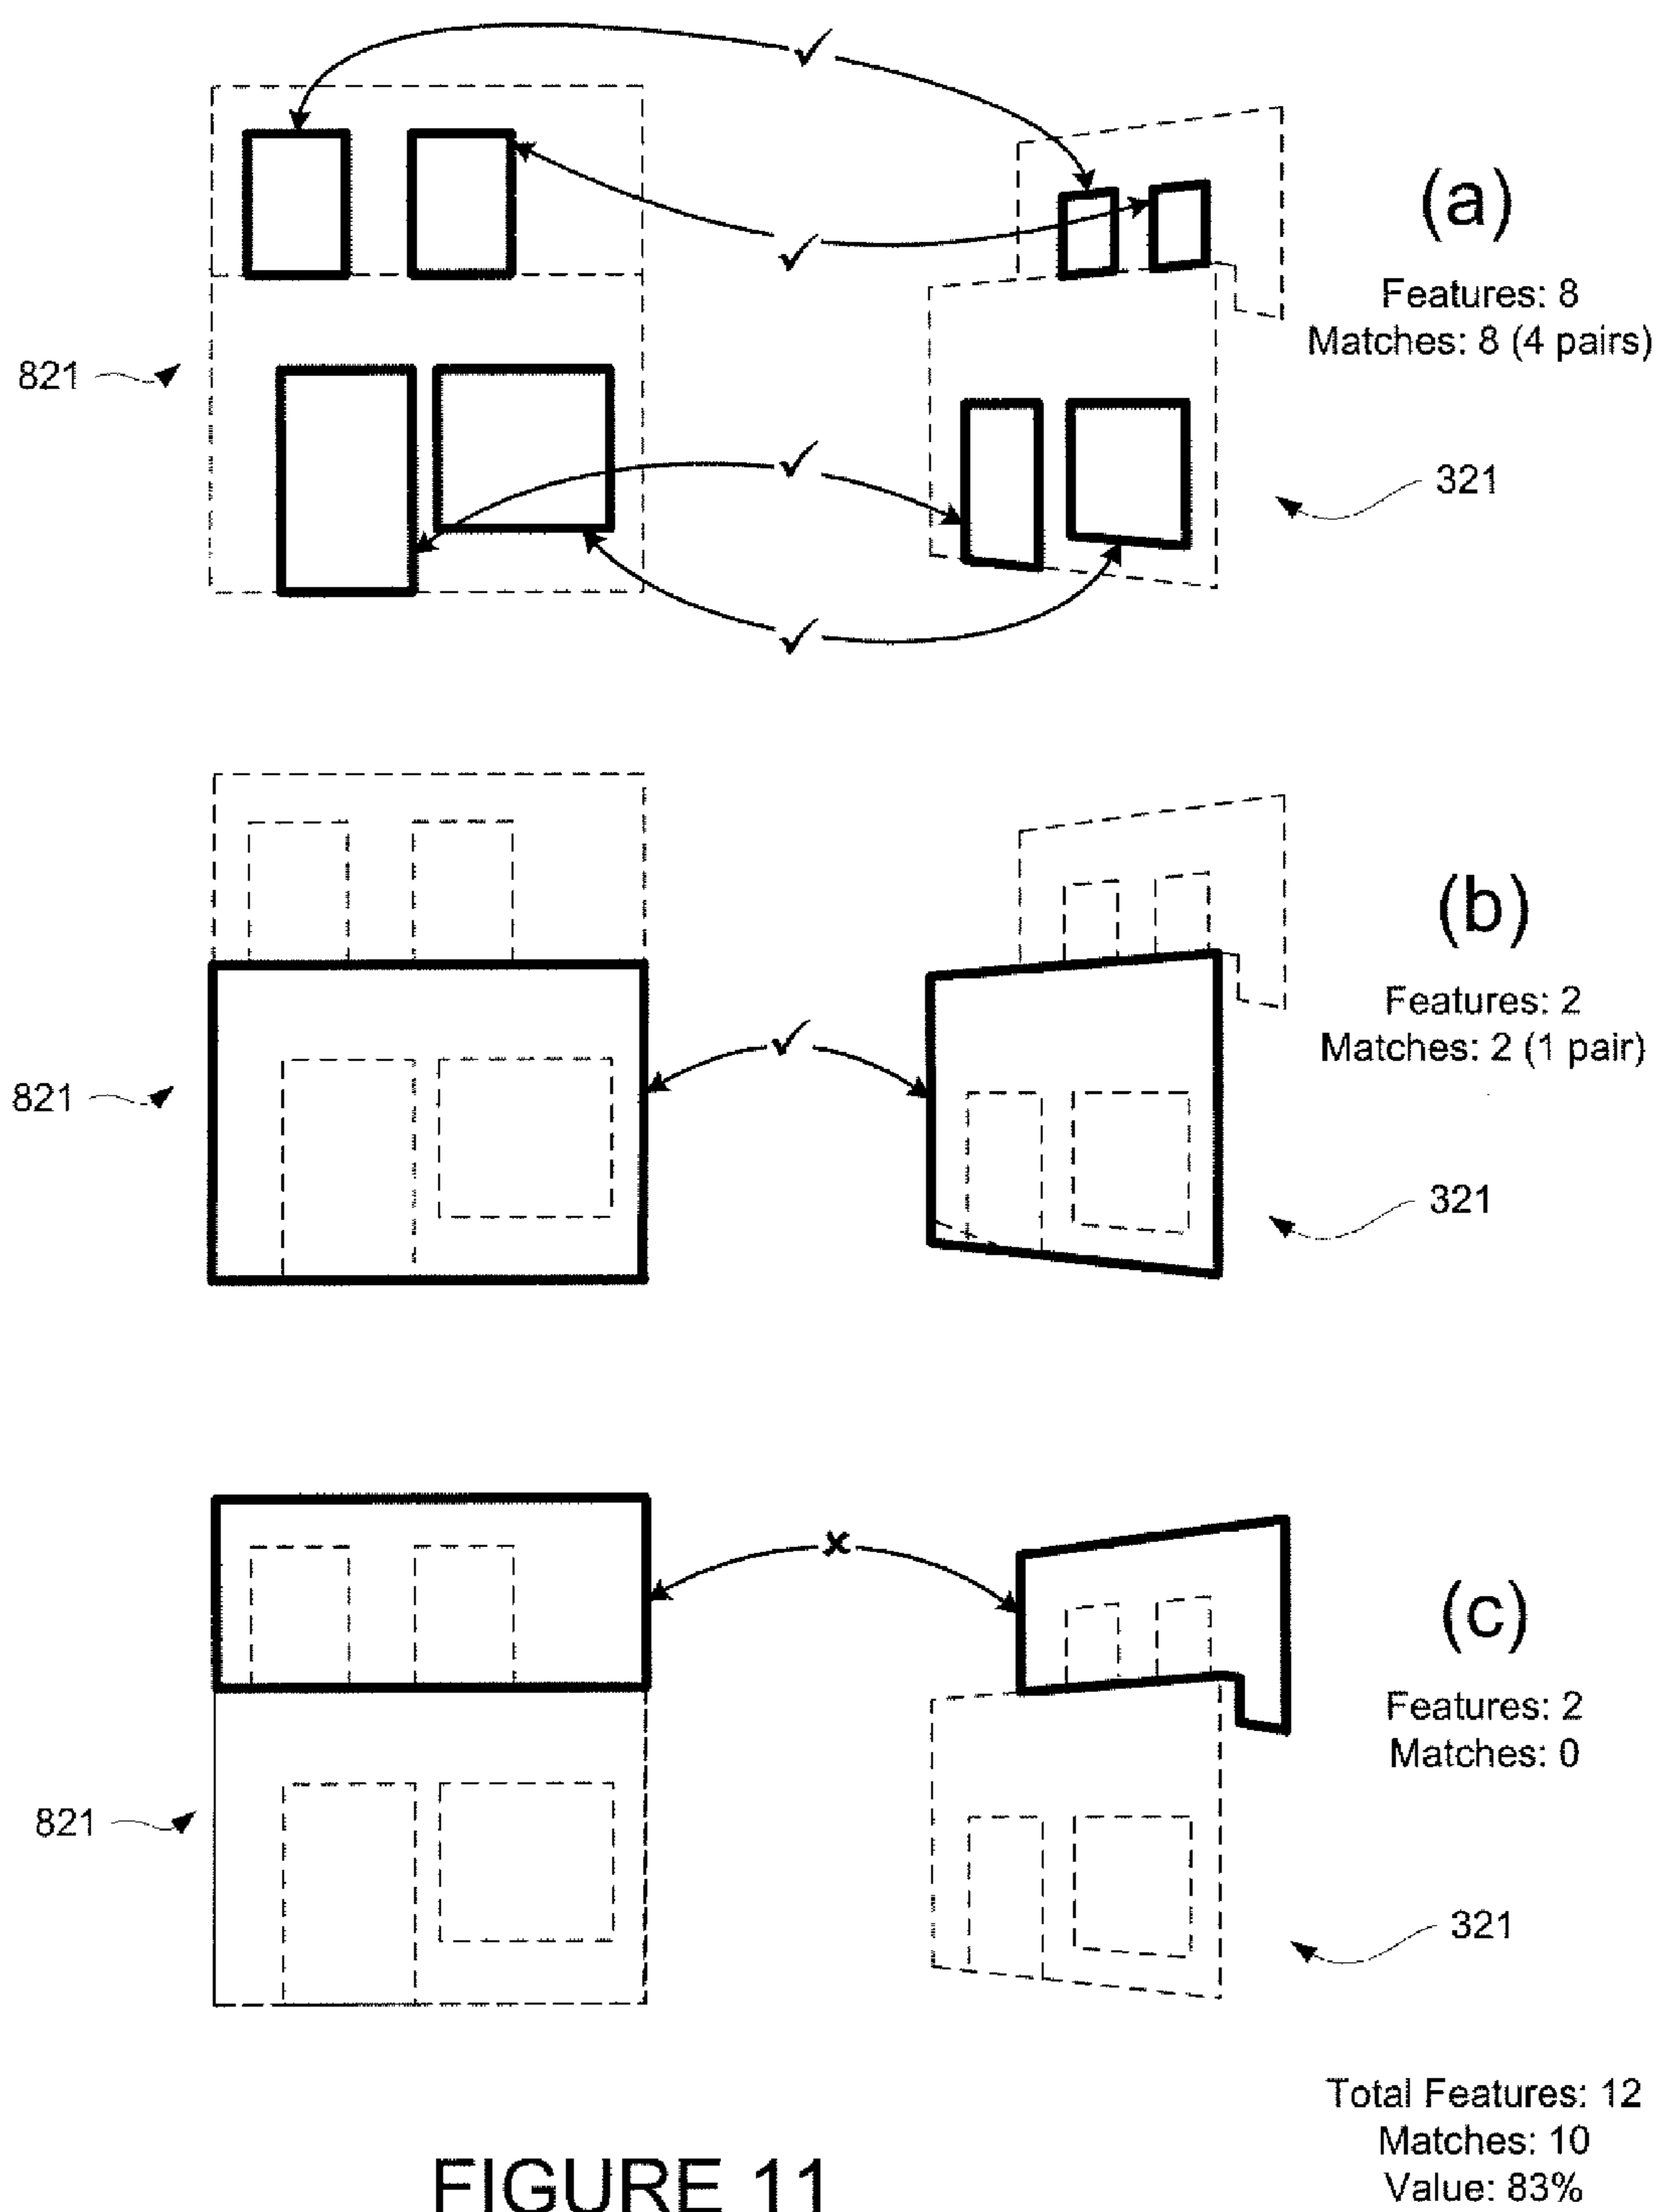 (a)
Features: 8
Matches: 8 (4 pairs)
821
321
(b)
Features: 2
Matches: 2 (1 pair)
821
321
(c)
Features: 2
Matches: 0
821
321
Total Features: 12
Matches: 10
Value: 83%
FIGURE 11